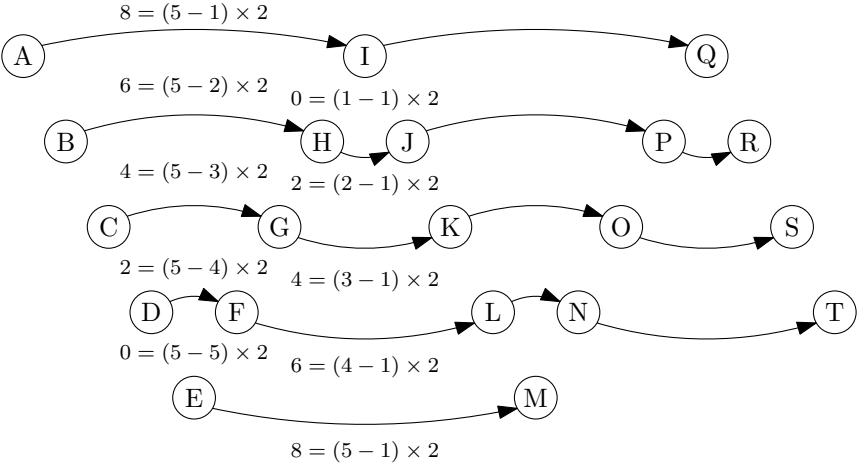 8 = (5 − 1) × 2
A I Q
6 = (5 − 2) × 2
0 = (1 − 1) × 2
B H J P R
4 = (5 − 3) × 2
2 = (2 − 1) × 2
C G K O S
2 = (5 − 4) × 2
4 = (3 − 1) × 2
D F L N T
0 = (5 − 5) × 2
6 = (4 − 1) × 2
E M
8 = (5 − 1) × 2